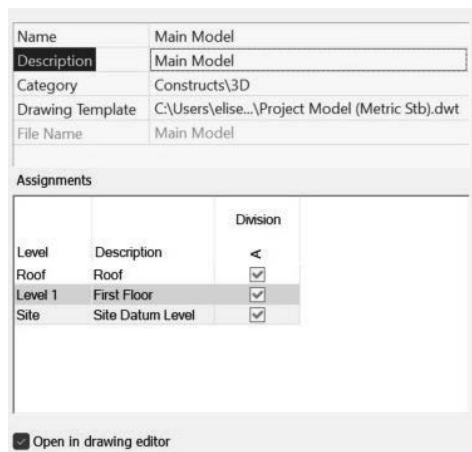 Name Main Model
Description Main Model
Category Constructs\3D
Drawing Template C:\Users\elise...\Project Model (Metric Stb).dwt
File Name Main Model
Assignments
Division
Level Description A
Roof Roof
Level 1 First Floor
Site Site Datum Level
Open in drawing editor